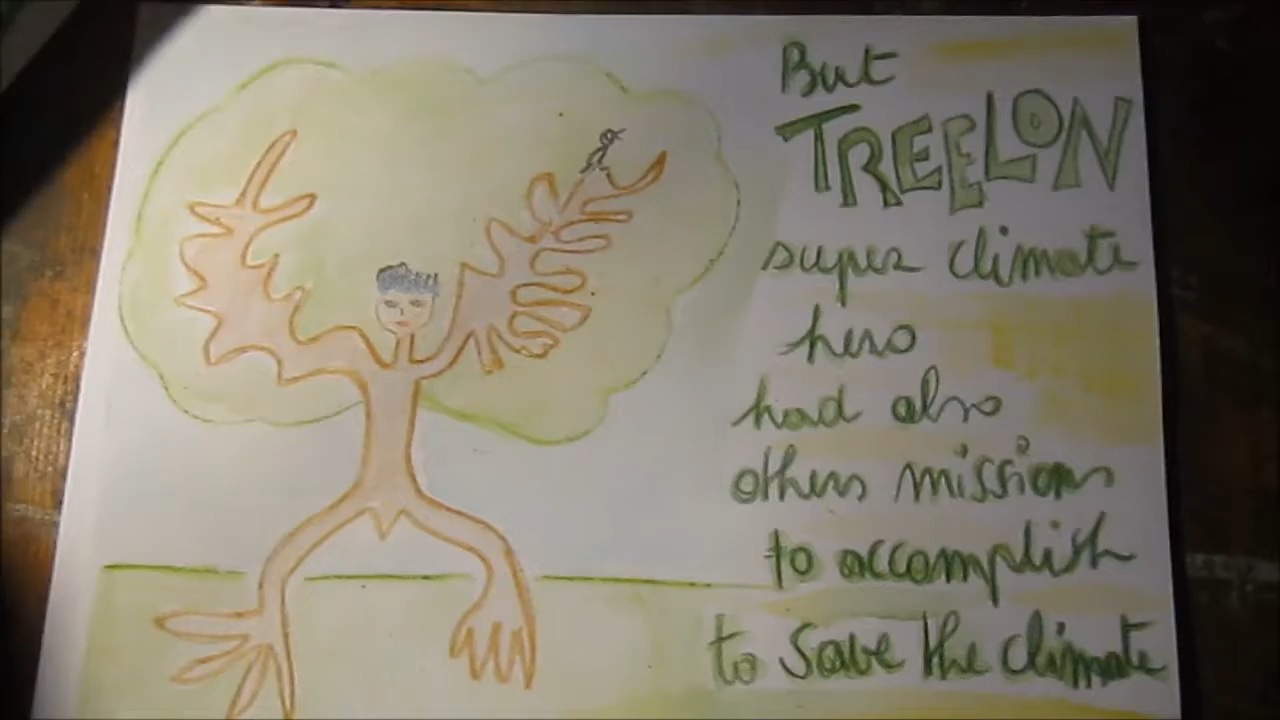 But
TREELON
super climate
hero
had also
others missions
to accomplish
to save the climate